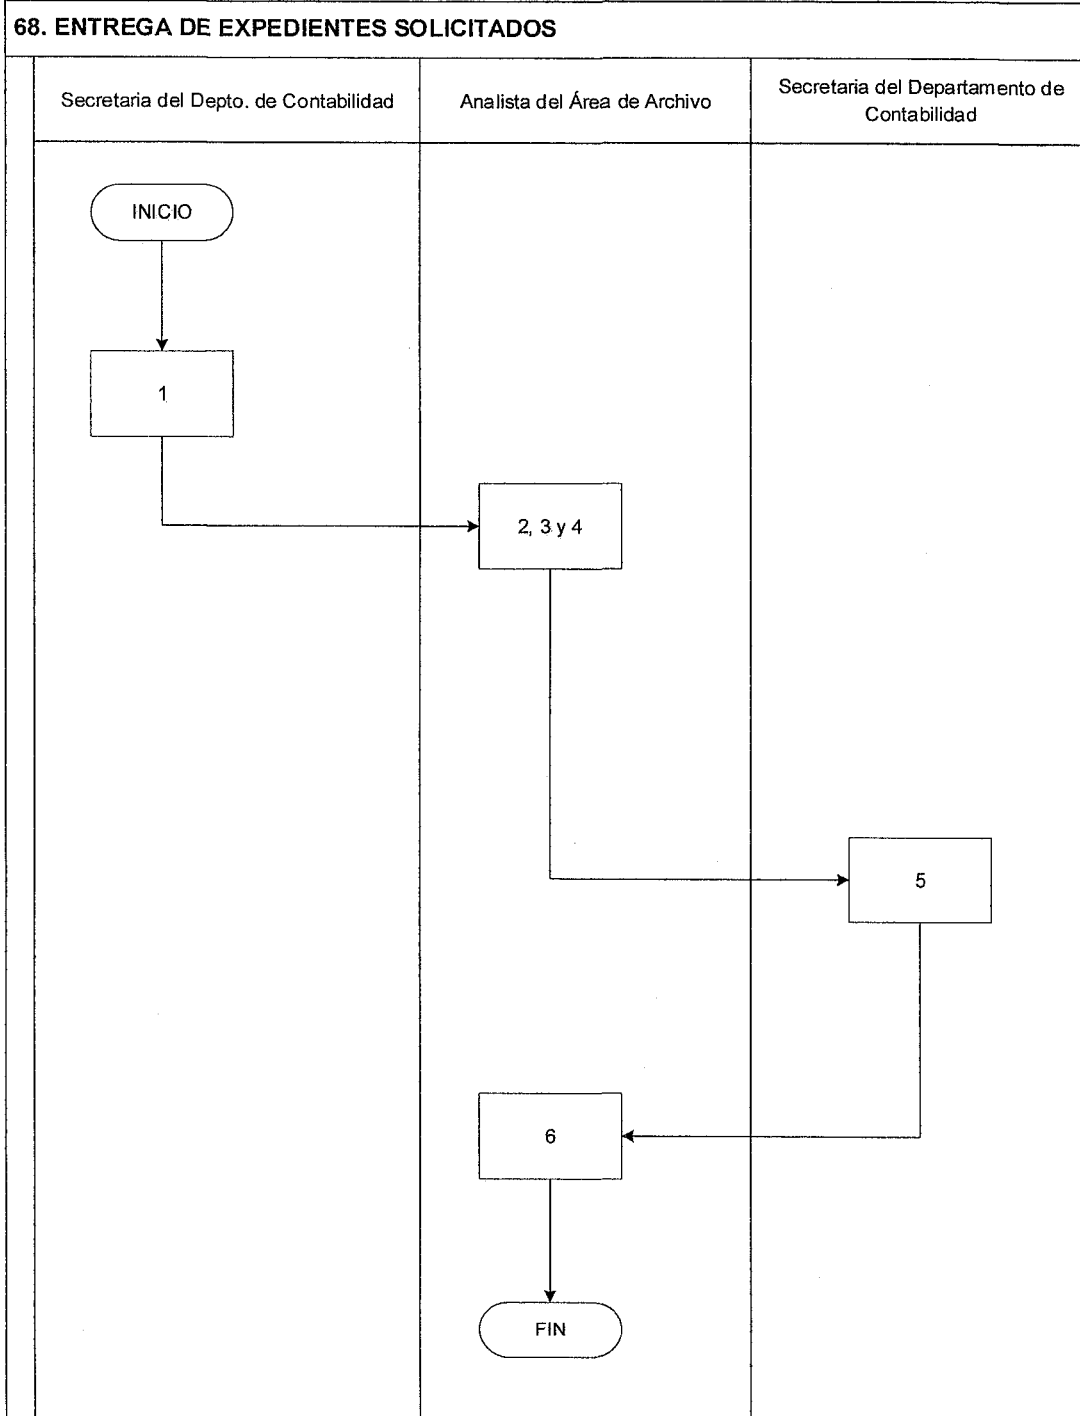 68. ENTREGA DE EXPEDIENTES SOLICITADOS
Secretaria del Depto. de Contabilidad
Analista del Área de Archivo
Secretaria del Departamento de
Contabilidad
INICIO
1
2, 3 y 4
5
6
FIN